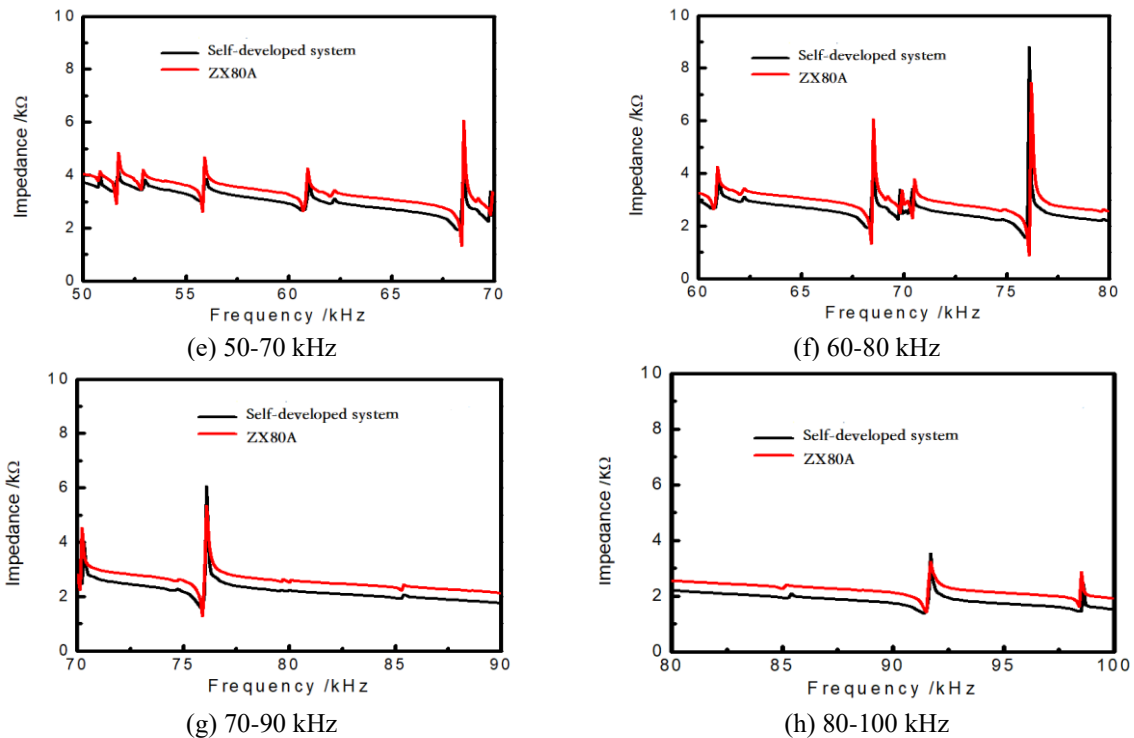 10
8
6
4
2
0
Impedance /kΩ
Self-developed system
ZX80A
50 55 60 65 70
Frequency /kHz
(e) 50-70 kHz
10
8
6
4
2
0
Impedance /kΩ
Self-developed system
ZX80A
60 65 70 75 80
Frequency /kHz
(f) 60-80 kHz
10
8
6
4
2
0
Impedance /kΩ
Self-developed system
ZX80A
70 75 80 85 90
Frequency /kHz
(g) 70-90 kHz
10
8
6
4
2
0
Impedance /kΩ
Self-developed system
ZX80A
80 85 90 95 100
Frequency /kHz
(h) 80-100 kHz